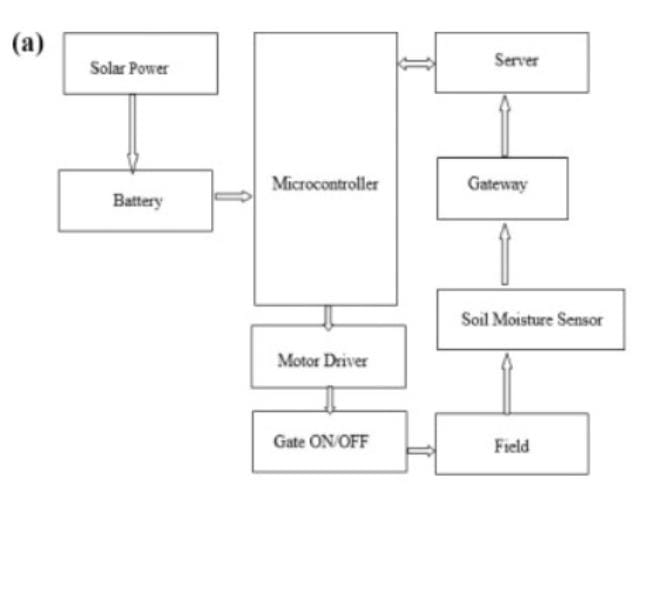 (a)
Solar Power
Server
Microcontroller
Gateway
Battery
Soil Moisture Sensor
Motor Driver
Gate ON/OFF
Field